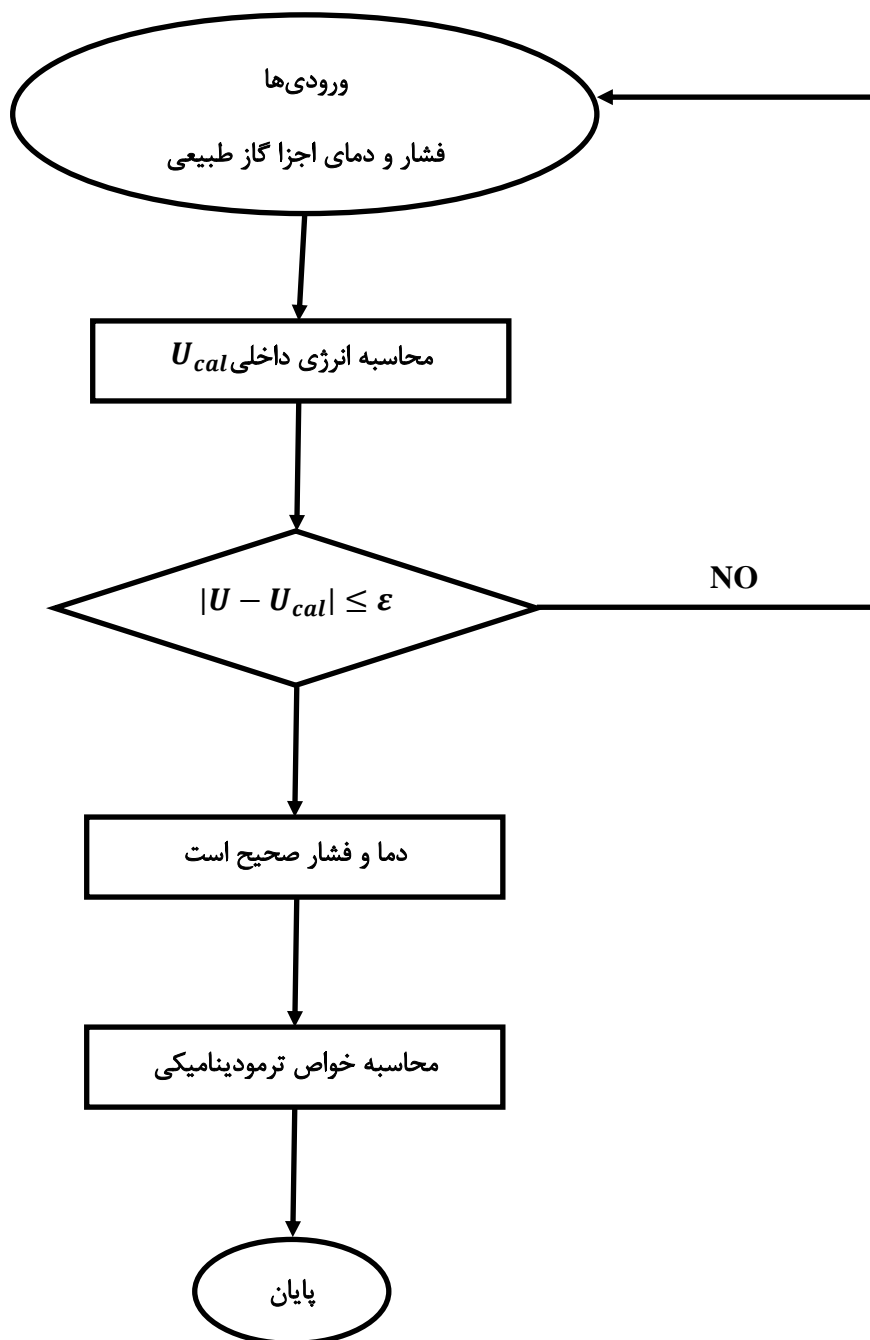 ورودی‌ها
فشار و دمای اجزا گاز طبیعی
محاسبه انرژی داخلی U_cal
|U − U_cal| ≤ ε
NO
دما و فشار صحیح است
محاسبه خواص ترمودینامیکی
پایان